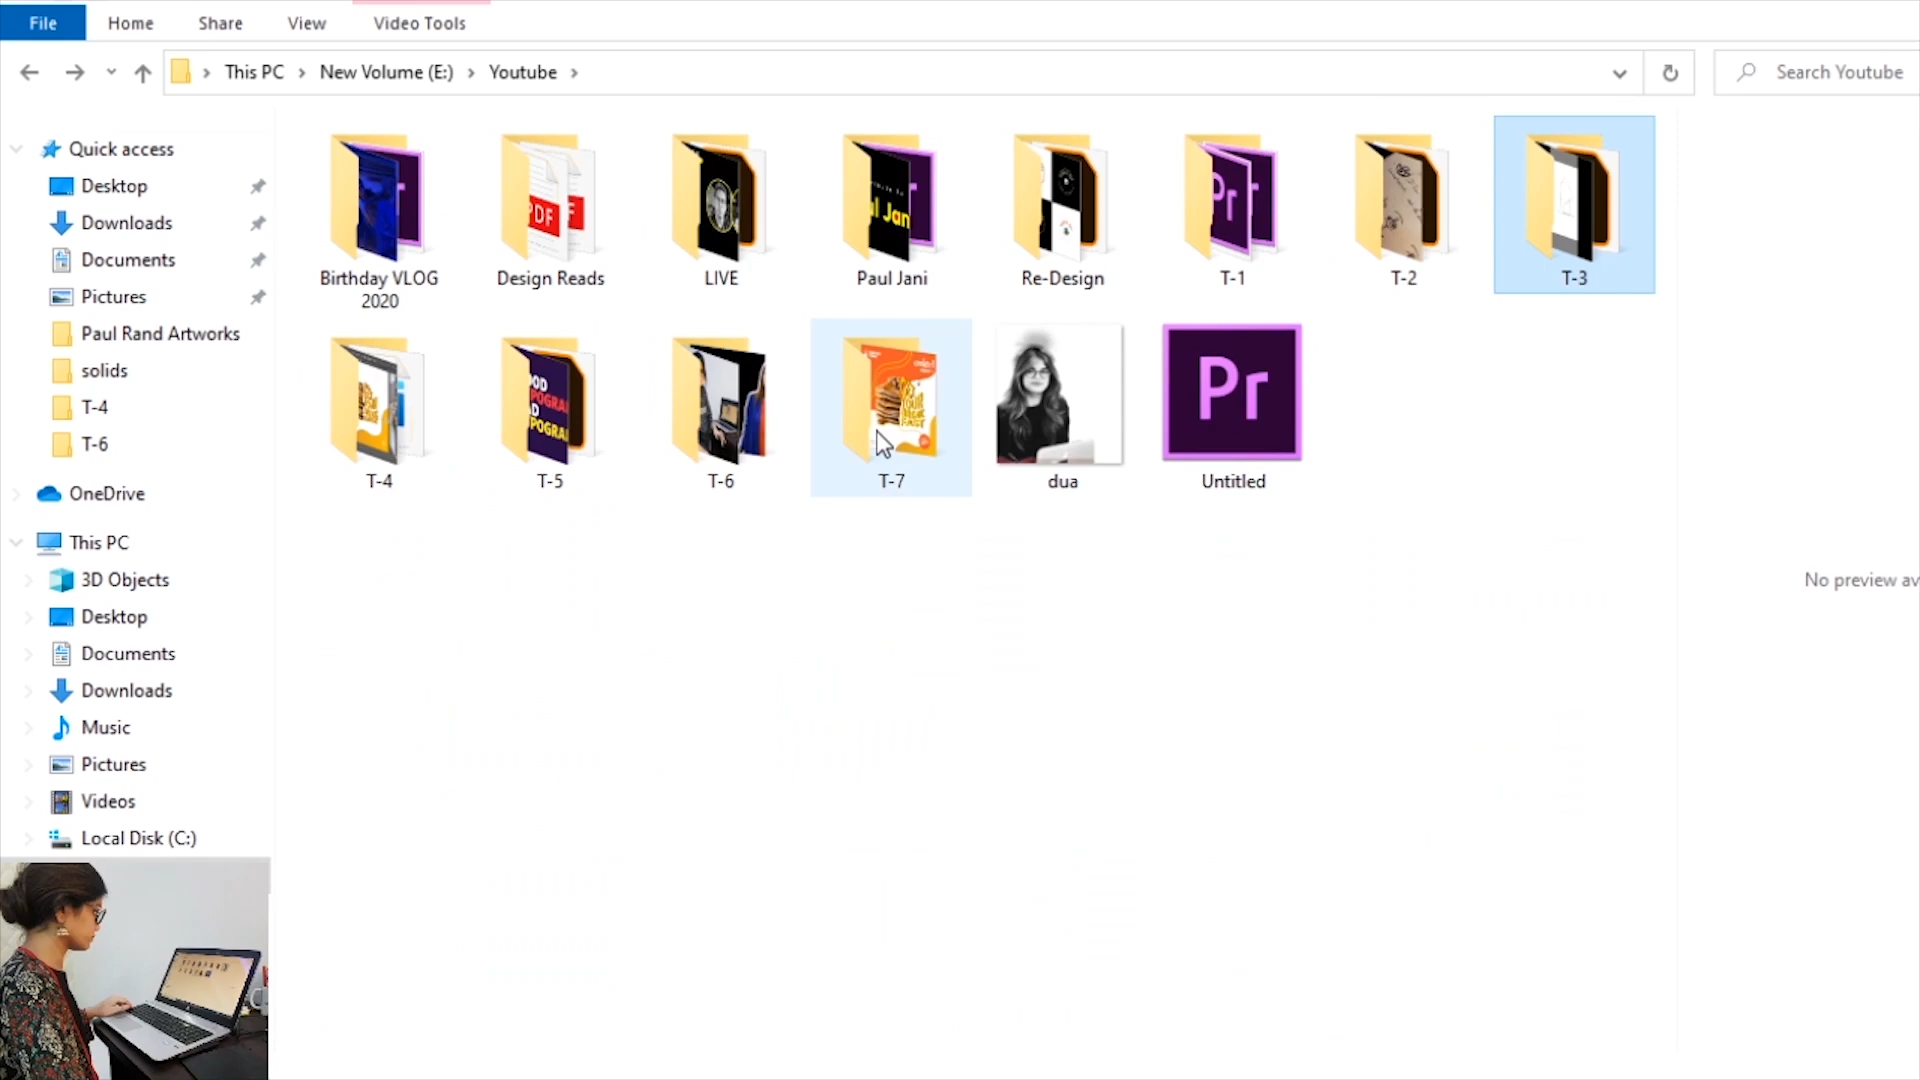 File Home Share View Video Tools
This PC New Volume (E:) Youtube Search Youtube
Quick access
Desktop
Downloads
Documents
Pictures
Paul Rand Artworks
solids
T-4
T-6
OneDrive
This PC
3D Objects
Desktop
Documents
Downloads
Music
Pictures
Videos
Local Disk (C:)
Birthday VLOG
2020
PDF
Design Reads
LIVE
Paul Jani
Re-Design
Pr
T-1
T-2
T-3
T-4
T-5
T-6
T-7
dua
Pr
Untitled
No preview av